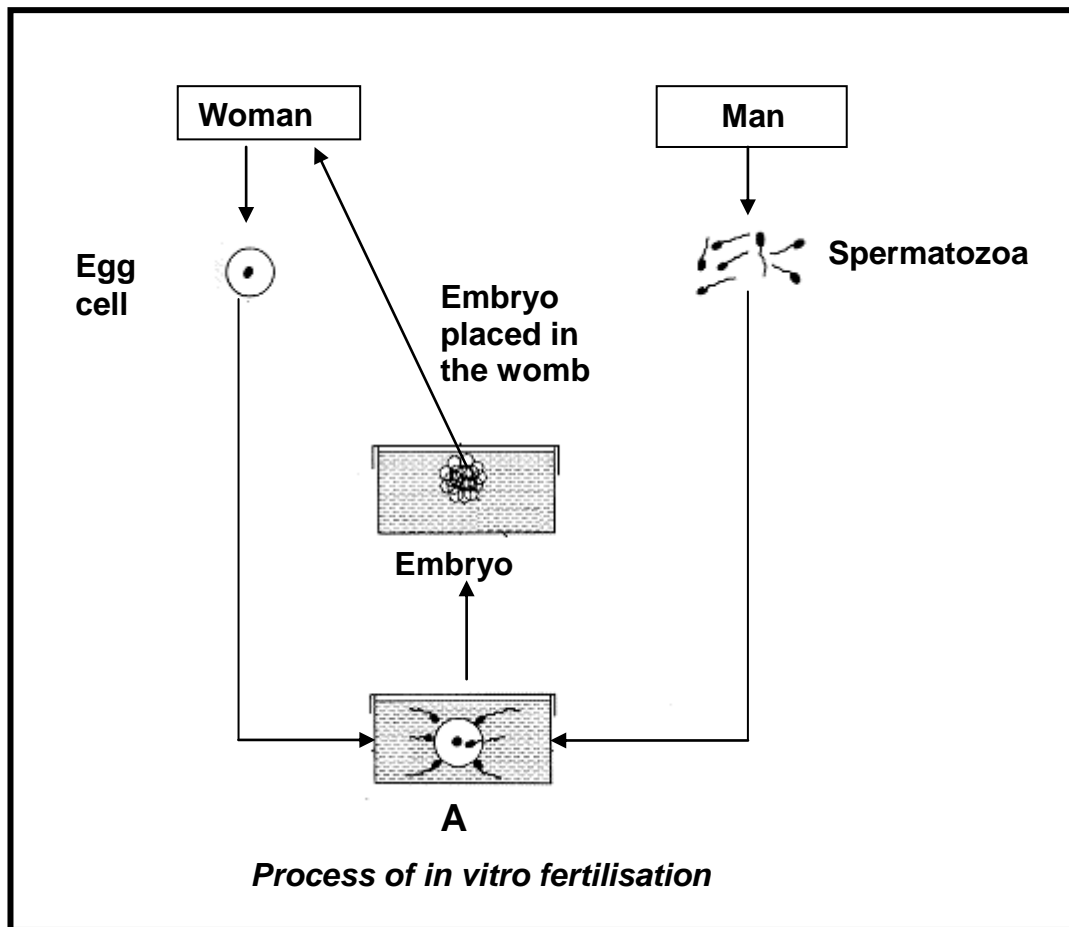 Woman
Man
Egg
cell
Spermatozoa
Embryo
placed in
the womb
Embryo
A
Process of in vitro fertilisation